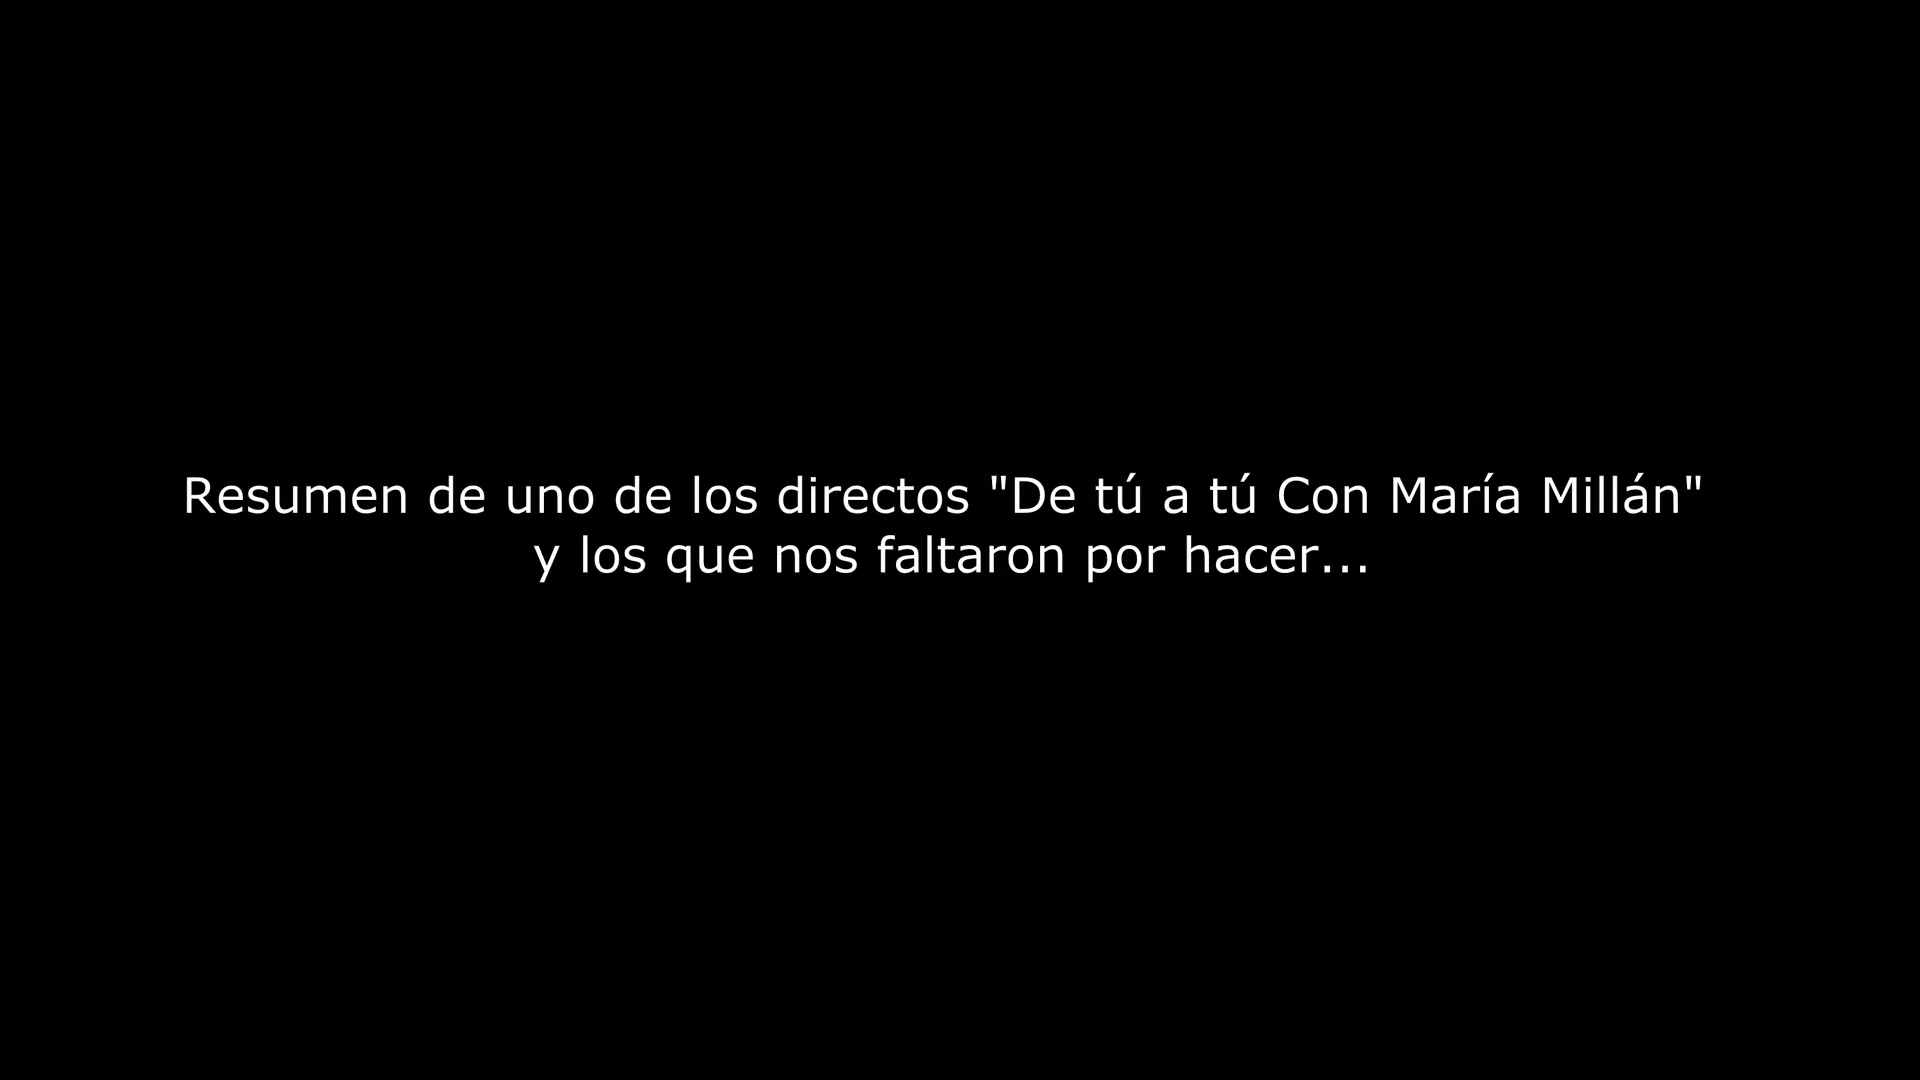 Resumen de uno de los directos "De tú a tú Con María Millán"
y los que nos faltaron por hacer...